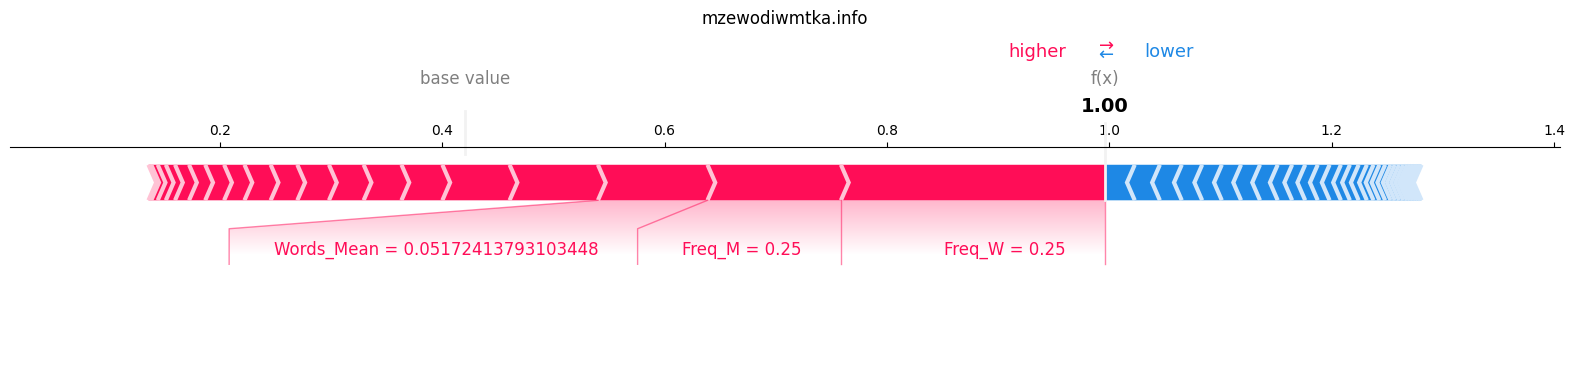 mzewodiwmtka.info
higher → ← lower
base value f(x)
1.00
0.2 0.4 0.6 0.8 1.0 1.2 1.4
Words_Mean = 0.05172413793103448 Freq_M = 0.25 Freq_W = 0.25